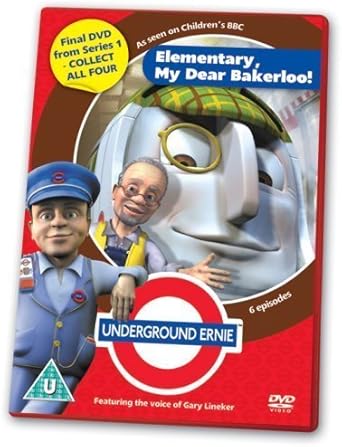 Final DVD
from Series 1
- COLLECT
ALL FOUR
As seen on Children's BBC
Elementary,
My Dear Bakerloo!
6 episodes
UNDERGROUND ERNIE™
U
Featuring the voice of Gary Lineker
DVD
VIDEO